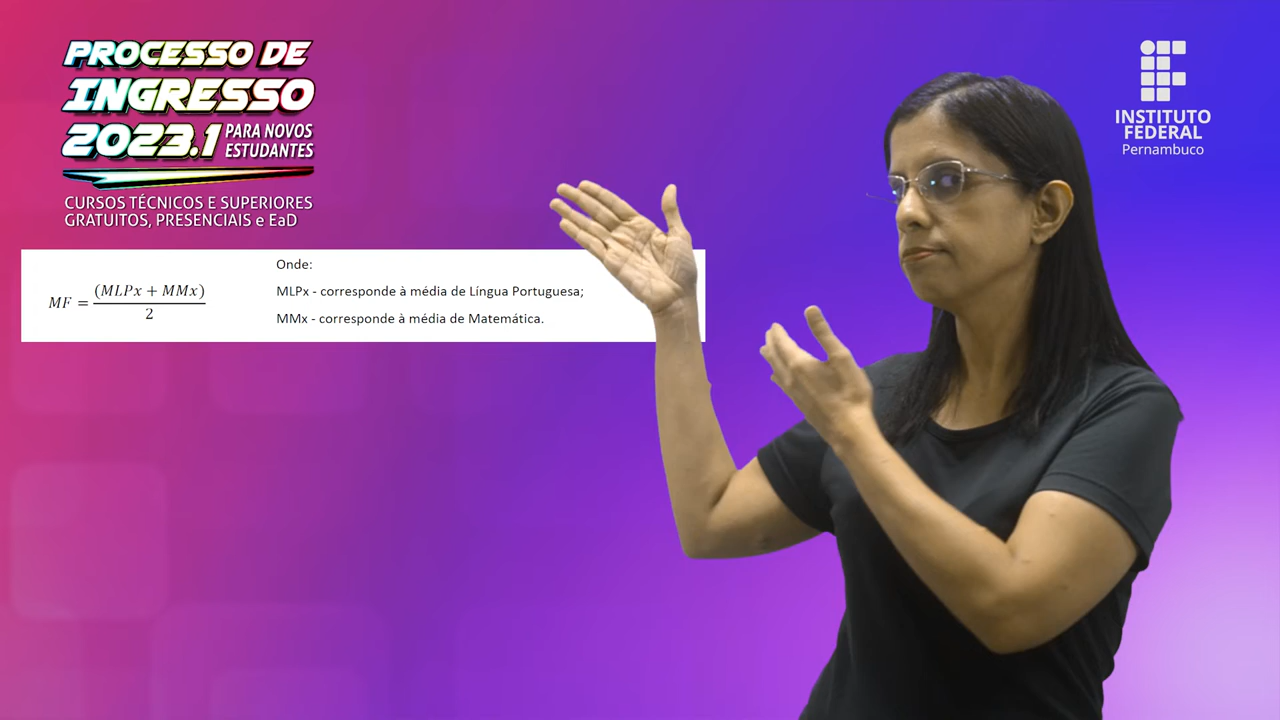 PROCESSO DE
INGRESSO
2023.1 PARA NOVOS
ESTUDANTES
CURSOS TÉCNICOS E SUPERIORES
GRATUITOS, PRESENCIAIS e EaD
INSTITUTO
FEDERAL
Pernambuco
MF = (MLPx + MMx)
2
Onde:
MLPx - corresponde à média de Língua Portuguesa;
MMx - corresponde à média de Matemática.